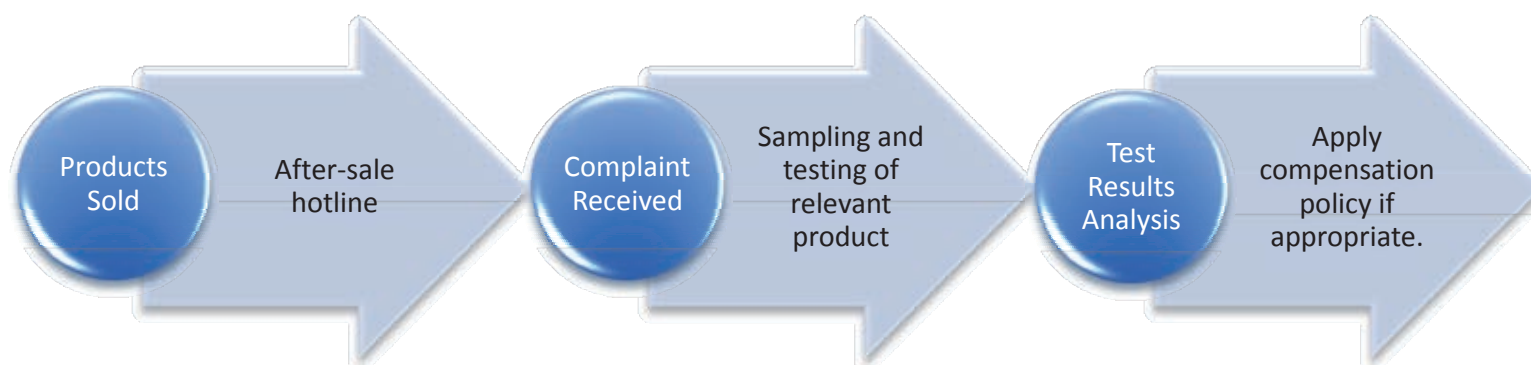 Products
Sold
After-sale
hotline
Complaint
Received
Sampling and
testing of
relevant
product
Test
Results
Analysis
Apply
compensation
policy if
appropriate.